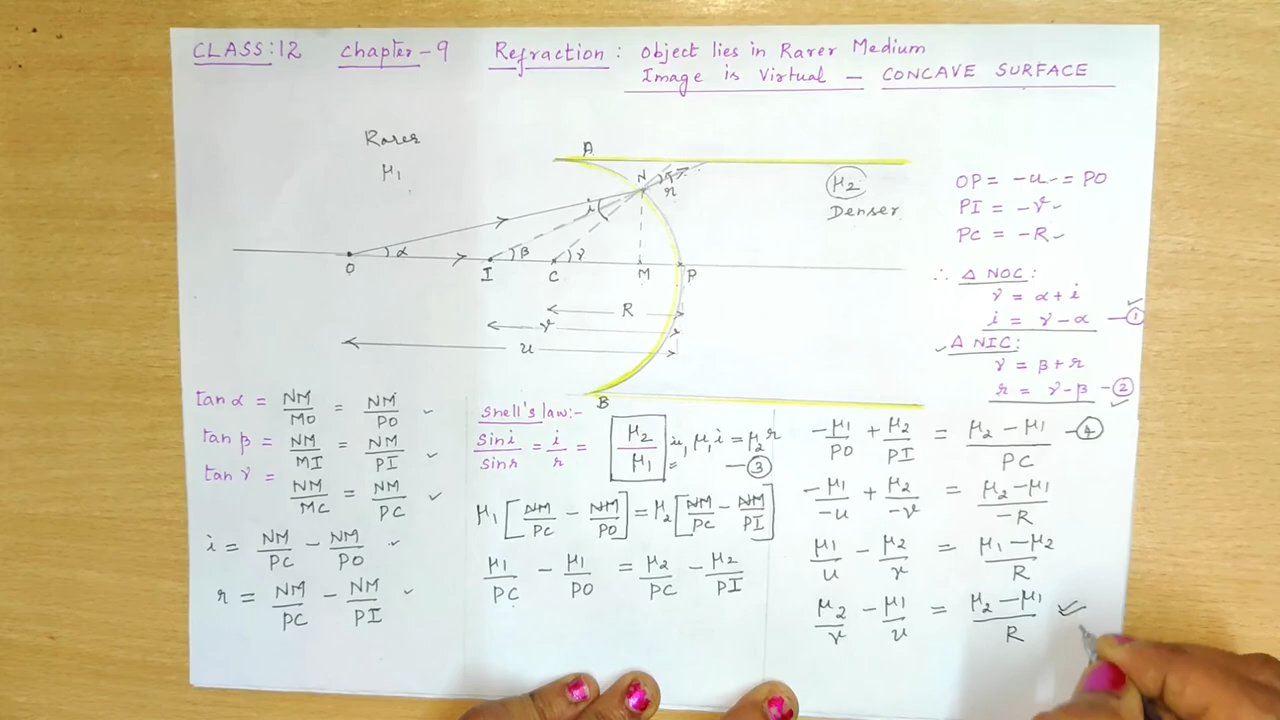 CLASS:12 Chapter-9 Refraction: Object lies in Rarer Medium
Image is Virtual – CONCAVE SURFACE
Rarer
μ₁
A
N
i
r
μ₂
Denser
α
β
γ
O
I
C
M
P
R
v
u
B
OP = -u = PO
PI = -v
PC = -R
∴ △ NOC:
γ = α + i
i = γ - α —①
△ NIC:
γ = β + r
r = γ - β —②
tan α = NM/MO = NM/PO
tan β = NM/MI = NM/PI
tan γ = NM/MC = NM/PC
i = NM/PC - NM/PO
r = NM/PC - NM/PI
Snell's law:-
sin i/sin r = i/r = μ₂/μ₁ ie, μ₁i = μ₂r —③
μ₁[NM/PC - NM/PO] = μ₂[NM/PC - NM/PI]
μ₁/PC - μ₁/PO = μ₂/PC - μ₂/PI
-μ₁/PO + μ₂/PI = μ₂ - μ₁/PC —④
-μ₁/-u + μ₂/-v = μ₂ - μ₁/-R
μ₁/u - μ₂/v = μ₁ - μ₂/R
μ₂/v - μ₁/u = μ₂ - μ₁/R